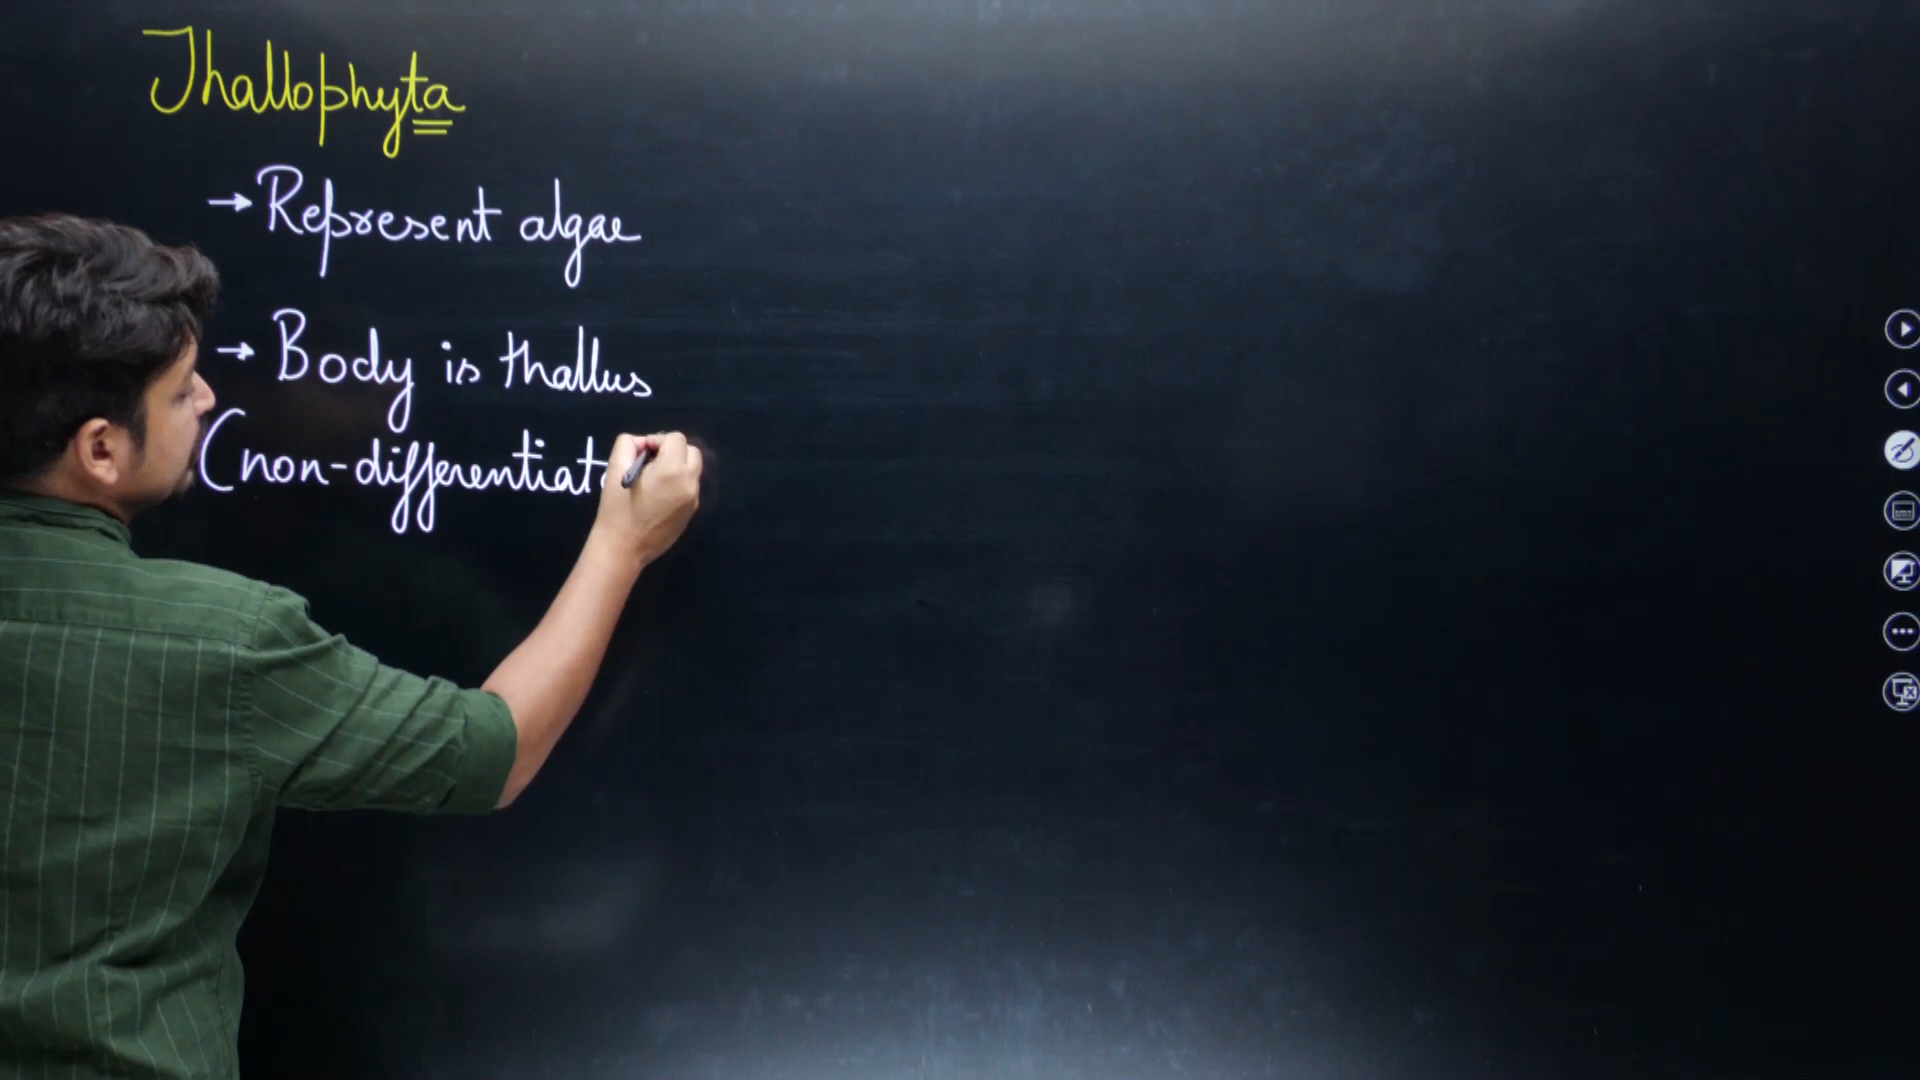 Thallophyta
→ Represent algae
→ Body is thallus
(non-differentiat